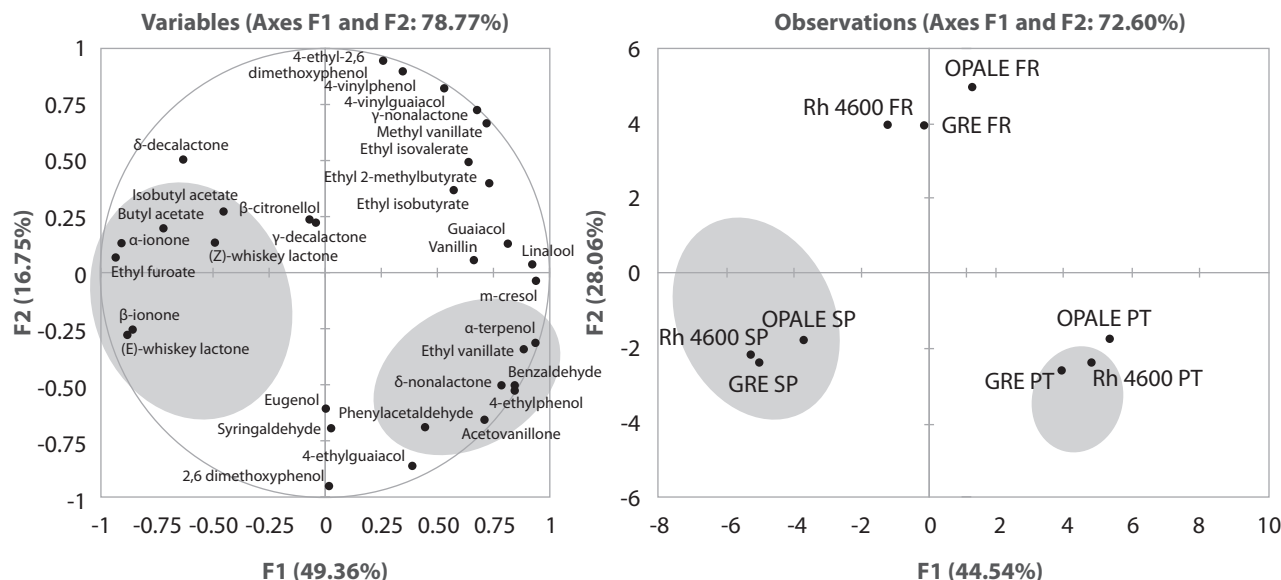 Variables (Axes F1 and F2: 78.77%)
1
0.75
0.50
0.25
0
-0.25
-0.50
-0.75
-1
F2 (16.75%)
4-ethyl-2,6
dimethoxyphenol
4-vinylphenol
4-vinylguaiacol
γ-nonalactone
Methyl vanillate
Ethyl isovalerate
Ethyl 2-methylbutyrate
Ethyl isobutyrate
δ-decalactone
Isobutyl acetate
Butyl acetate
β-citronellol
α-ionone
γ-decalactone
(Z)-whiskey lactone
Ethyl furoate
Guaiacol
Vanillin
Linalool
m-cresol
β-ionone
(E)-whiskey lactone
α-terpenol
Ethyl vanillate
δ-nonalactone
Benzaldehyde
4-ethylphenol
Eugenol
Phenylacetaldehyde
Syringaldehyde
Acetovanillone
4-ethylguaiacol
2,6 dimethoxyphenol
-1 -0.75 -0.50 -0.25 0 0.25 0.50 0.75 1
F1 (49.36%)
Observations (Axes F1 and F2: 72.60%)
6
4
2
0
-2
-4
-6
F2 (28.06%)
OPALE FR
Rh 4600 FR
GRE FR
OPALE SP
Rh 4600 SP
GRE SP
OPALE PT
GRE PT
Rh 4600 PT
-8 -6 -4 -2 0 2 4 6 8 10
F1 (44.54%)